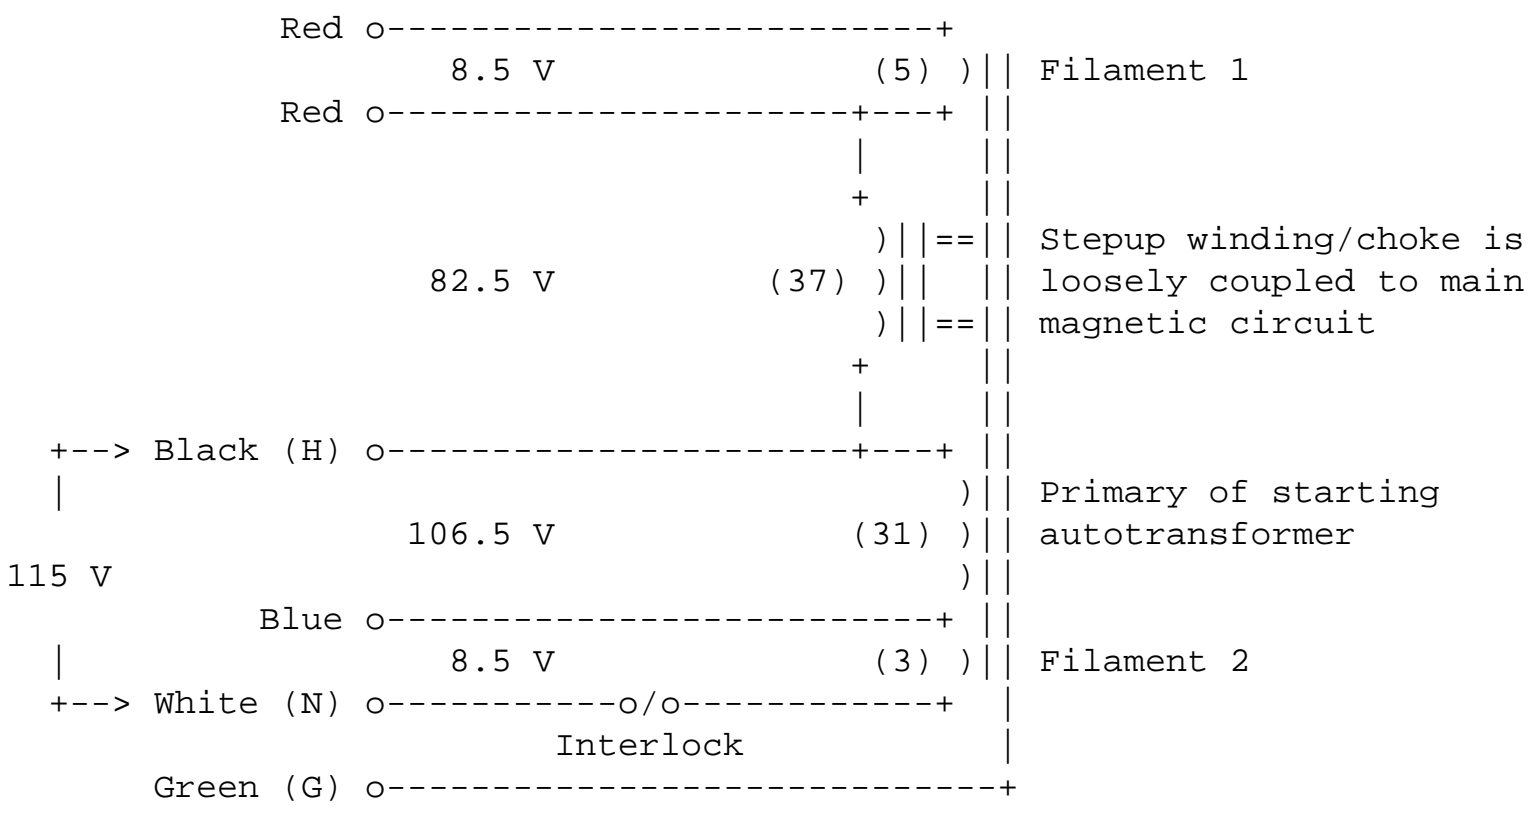 Red o--------------------------+
                     8.5 V               (5) )|| Filament 1
             Red o----------------------+---+ ||
                                        |     ||
                                        +     ||
                                         )||==|| Stepup winding/choke is
                    82.5 V          (37) )||  || loosely coupled to main
                                         )||==|| magnetic circuit
                                        +     ||
                                        |     ||
  +--> Black (H) o----------------------+---+ ||
  |                                          )|| Primary of starting
                   106.5 V              (31) )|| autotransformer
115 V                                        )||
            Blue o--------------------------+ ||
  |                  8.5 V               (3) )|| Filament 2
  +--> White (N) o-----------o/o------------+  |
                          Interlock            |
       Green (G) o-----------------------------+